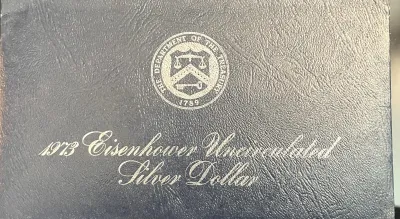 THE DEPARTMENT OF THE TREASURY
1789
1973 Eisenhower Uncirculated
Silver Dollar